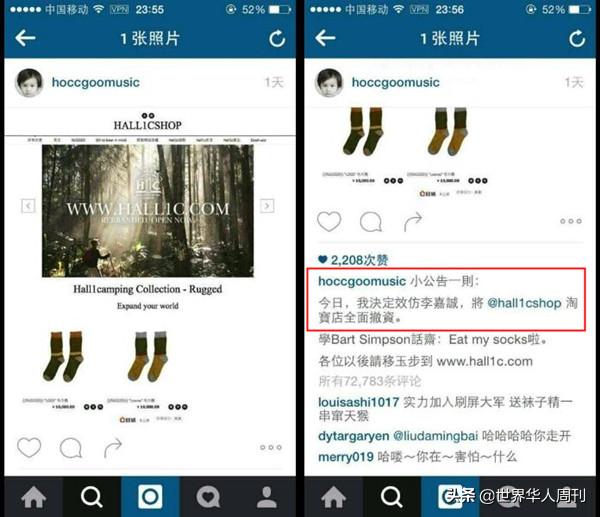 中国移动 VPN 23:55 52%
1张照片
hoccgoomusic 1天
HALL1CSHOP
HIC
WWW.HALL1C.COM
REBRANDED OPEN NOW
Hall1camping Collection - Rugged
Expand your world
中国移动 VPN 23:56 52%
1张照片
hoccgoomusic 1天
2,208次赞
hoccgoomusic 小公告一則：
今日，我決定效仿李嘉誠，將 @hall1cshop 淘
寶店全面撤資。
學Bart Simpson話齋：Eat my socks啦。
各位以後請移玉步到 www.hall1c.com
所有72,783条评论
louisashi1017 实力加入刷屏大军 送袜子精一
串窜天猴
dytargaryen @liudamingbai 哈哈哈哈你走开
merry019 哈喽～你在～害怕～什么
头条 @世界华人周刊